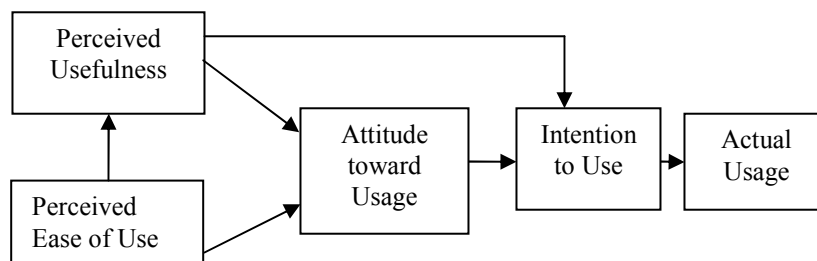 Perceived
Usefulness
Perceived
Ease of Use
Attitude
toward
Usage
Intention
to Use
Actual
Usage